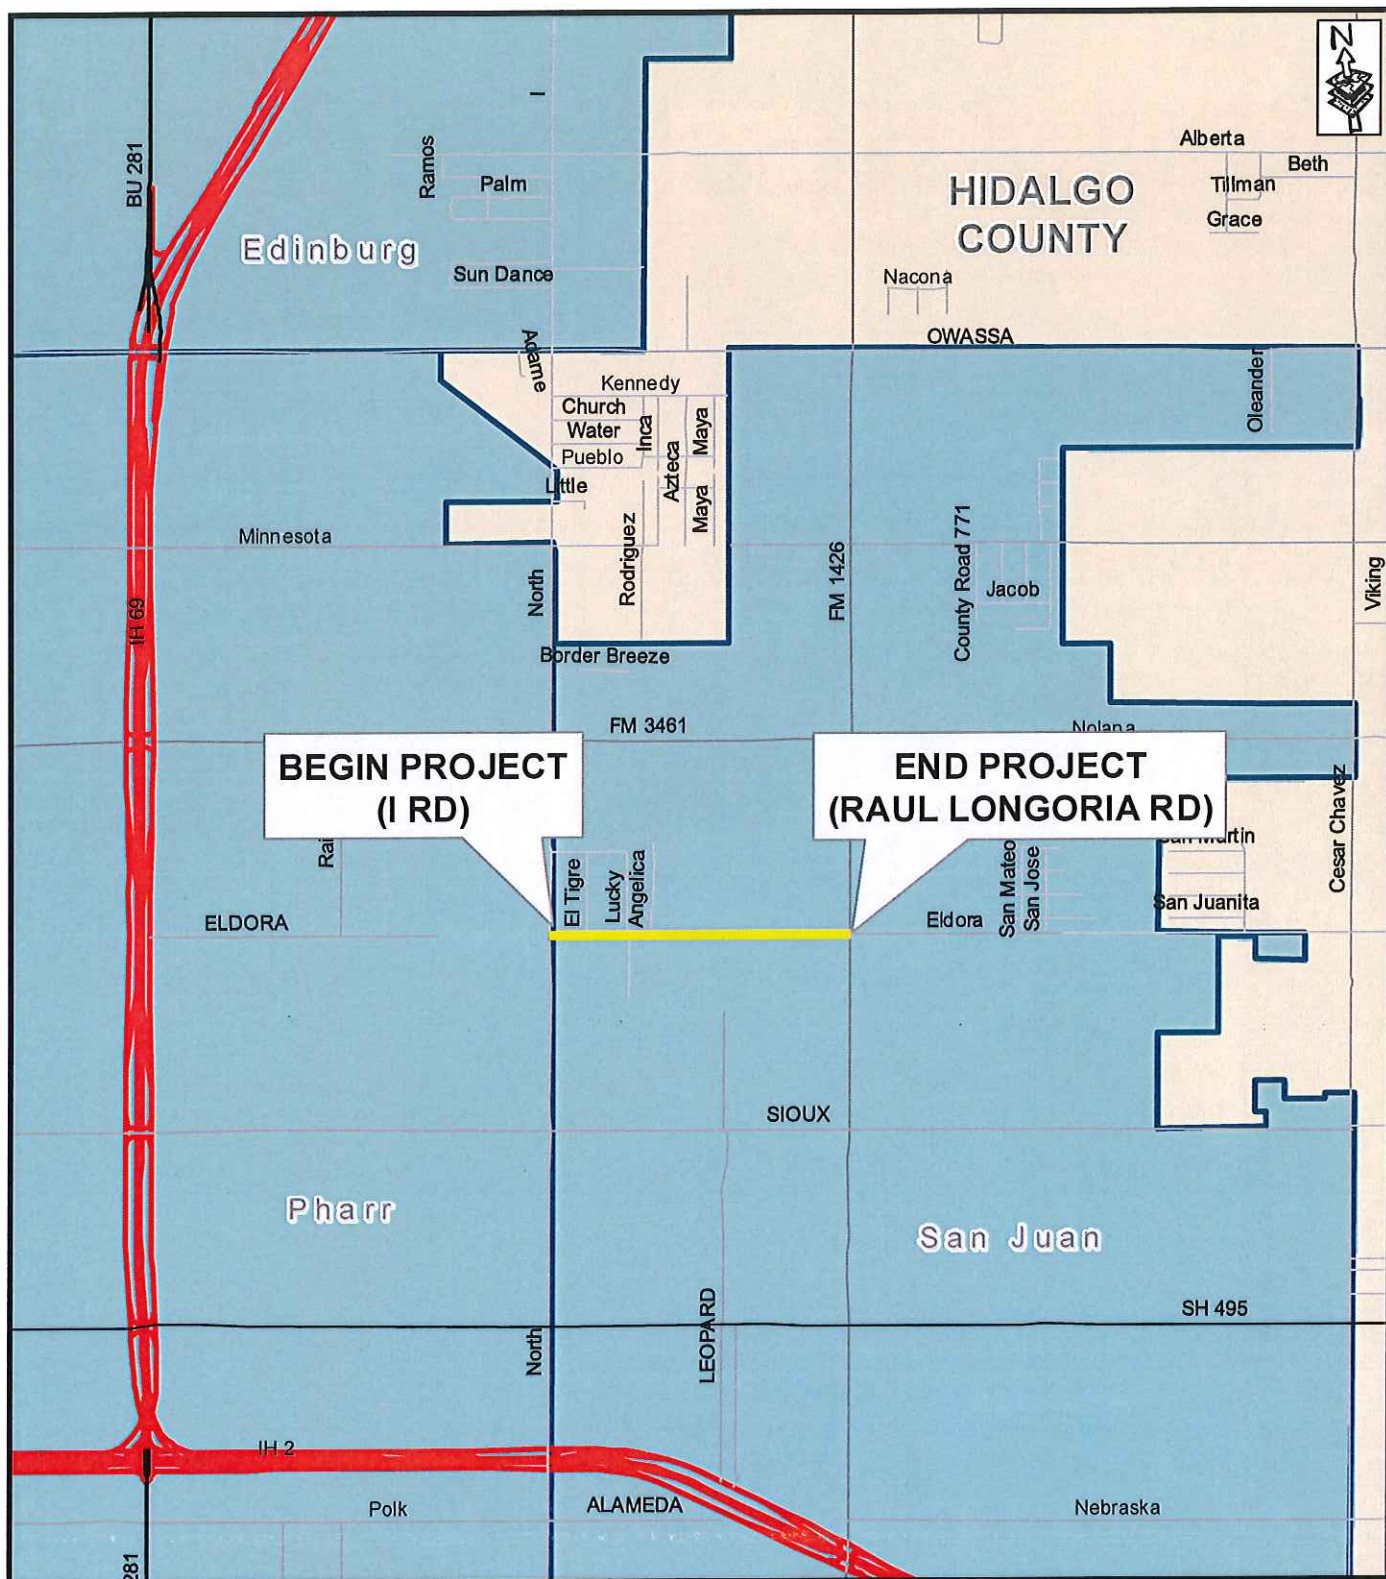 N
BU 281
I
Ramos
Palm
Sun Dance
Edinburg
Alberta
Beth
Tillman
Grace
HIDALGO
COUNTY
Nacona
OWASSA
Adame
Kennedy
Church
Water
Pueblo
Little
Inca
Azteca
Maya
Maya
Rodriguez
Oleander
Minnesota
IH 69
North
FM 1426
County Road 771
Jacob
Viking
Border Breeze
FM 3461
Nolana
BEGIN PROJECT
(I RD)
END PROJECT
(RAUL LONGORIA RD)
Cesar Chavez
El Tigre
Lucky
Angelica
San Mateo
San Jose
San Martin
San Juanita
ELDORA
Eldora
SIOUX
Pharr
San Juan
SH 495
North
LEOPARD
IH 2
Polk
ALAMEDA
Nebraska
281